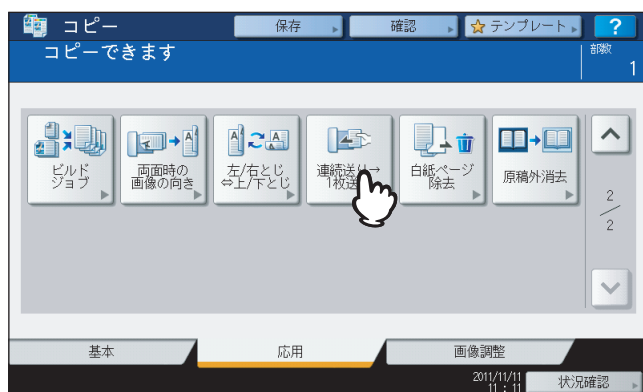 コピー
保存
確認
テンプレート
?
コピーできます
部数
1
ビルド
ジョブ
両面時の
画像の向き
左/右とじ
⇔上/下とじ
連続送り→
1枚送
白紙ページ
除去
原稿外消去
2
2
基本
応用
画像調整
2011/11/11
11 : 11
状況確認